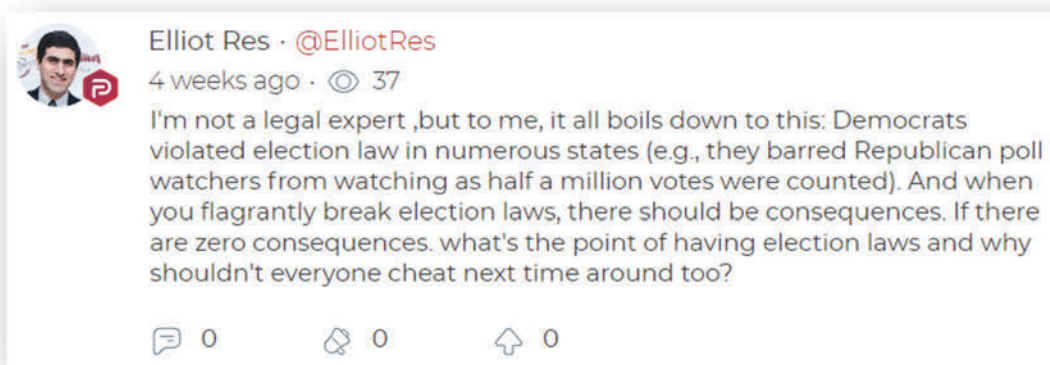 Elliot Res · @ElliotRes
4 weeks ago · 37
I'm not a legal expert ,but to me, it all boils down to this: Democrats
violated election law in numerous states (e.g., they barred Republican poll
watchers from watching as half a million votes were counted). And when
you flagrantly break election laws, there should be consequences. If there
are zero consequences. what's the point of having election laws and why
shouldn't everyone cheat next time around too?
0 0 0